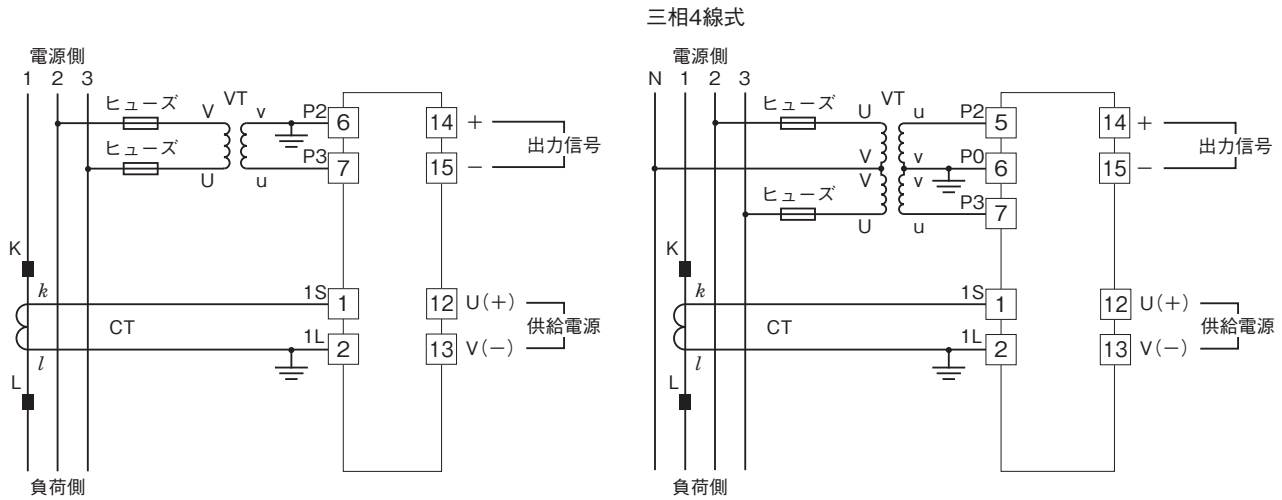 三相4線式
電源側
1 2 3
ヒューズ
V VT v P2 6
ヒューズ
U u P3 7
14 +
15 −
出力信号
K
k 1S 1
CT
l 1L 2
L
12 U(+)
13 V(−)
供給電源
負荷側
電源側
N 1 2 3
ヒューズ
U VT u P2 5
V v P0 6
V v
ヒューズ
P3 7
U u
14 +
15 −
出力信号
K
k 1S 1
CT
l 1L 2
L
12 U(+)
13 V(−)
供給電源
負荷側